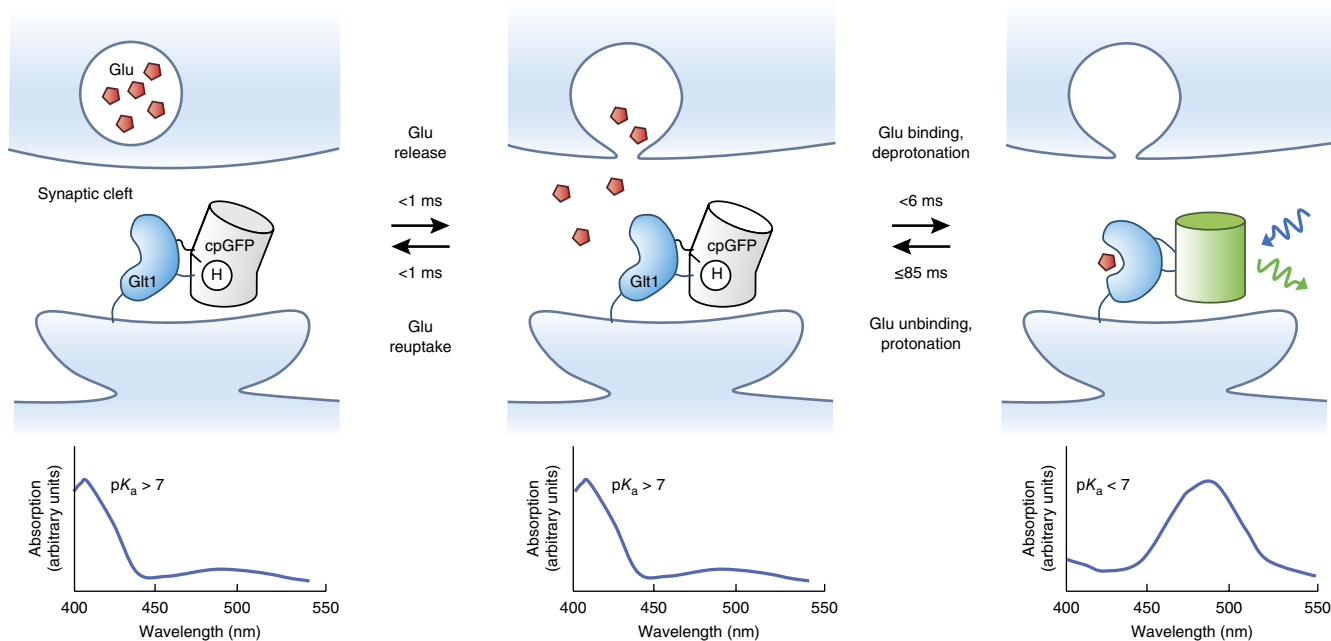 Glu
Synaptic cleft
cpGFP
H
Glt1
Glu
release
<1 ms
<1 ms
Glu
reuptake
cpGFP
H
Glt1
Glu binding,
deprotonation
<6 ms
≤85 ms
Glu unbinding,
protonation
Absorption
(arbitrary units)
pKa > 7
400
450
500
550
Wavelength (nm)
Absorption
(arbitrary units)
pKa > 7
400
450
500
550
Wavelength (nm)
Absorption
(arbitrary units)
pKa < 7
400
450
500
550
Wavelength (nm)